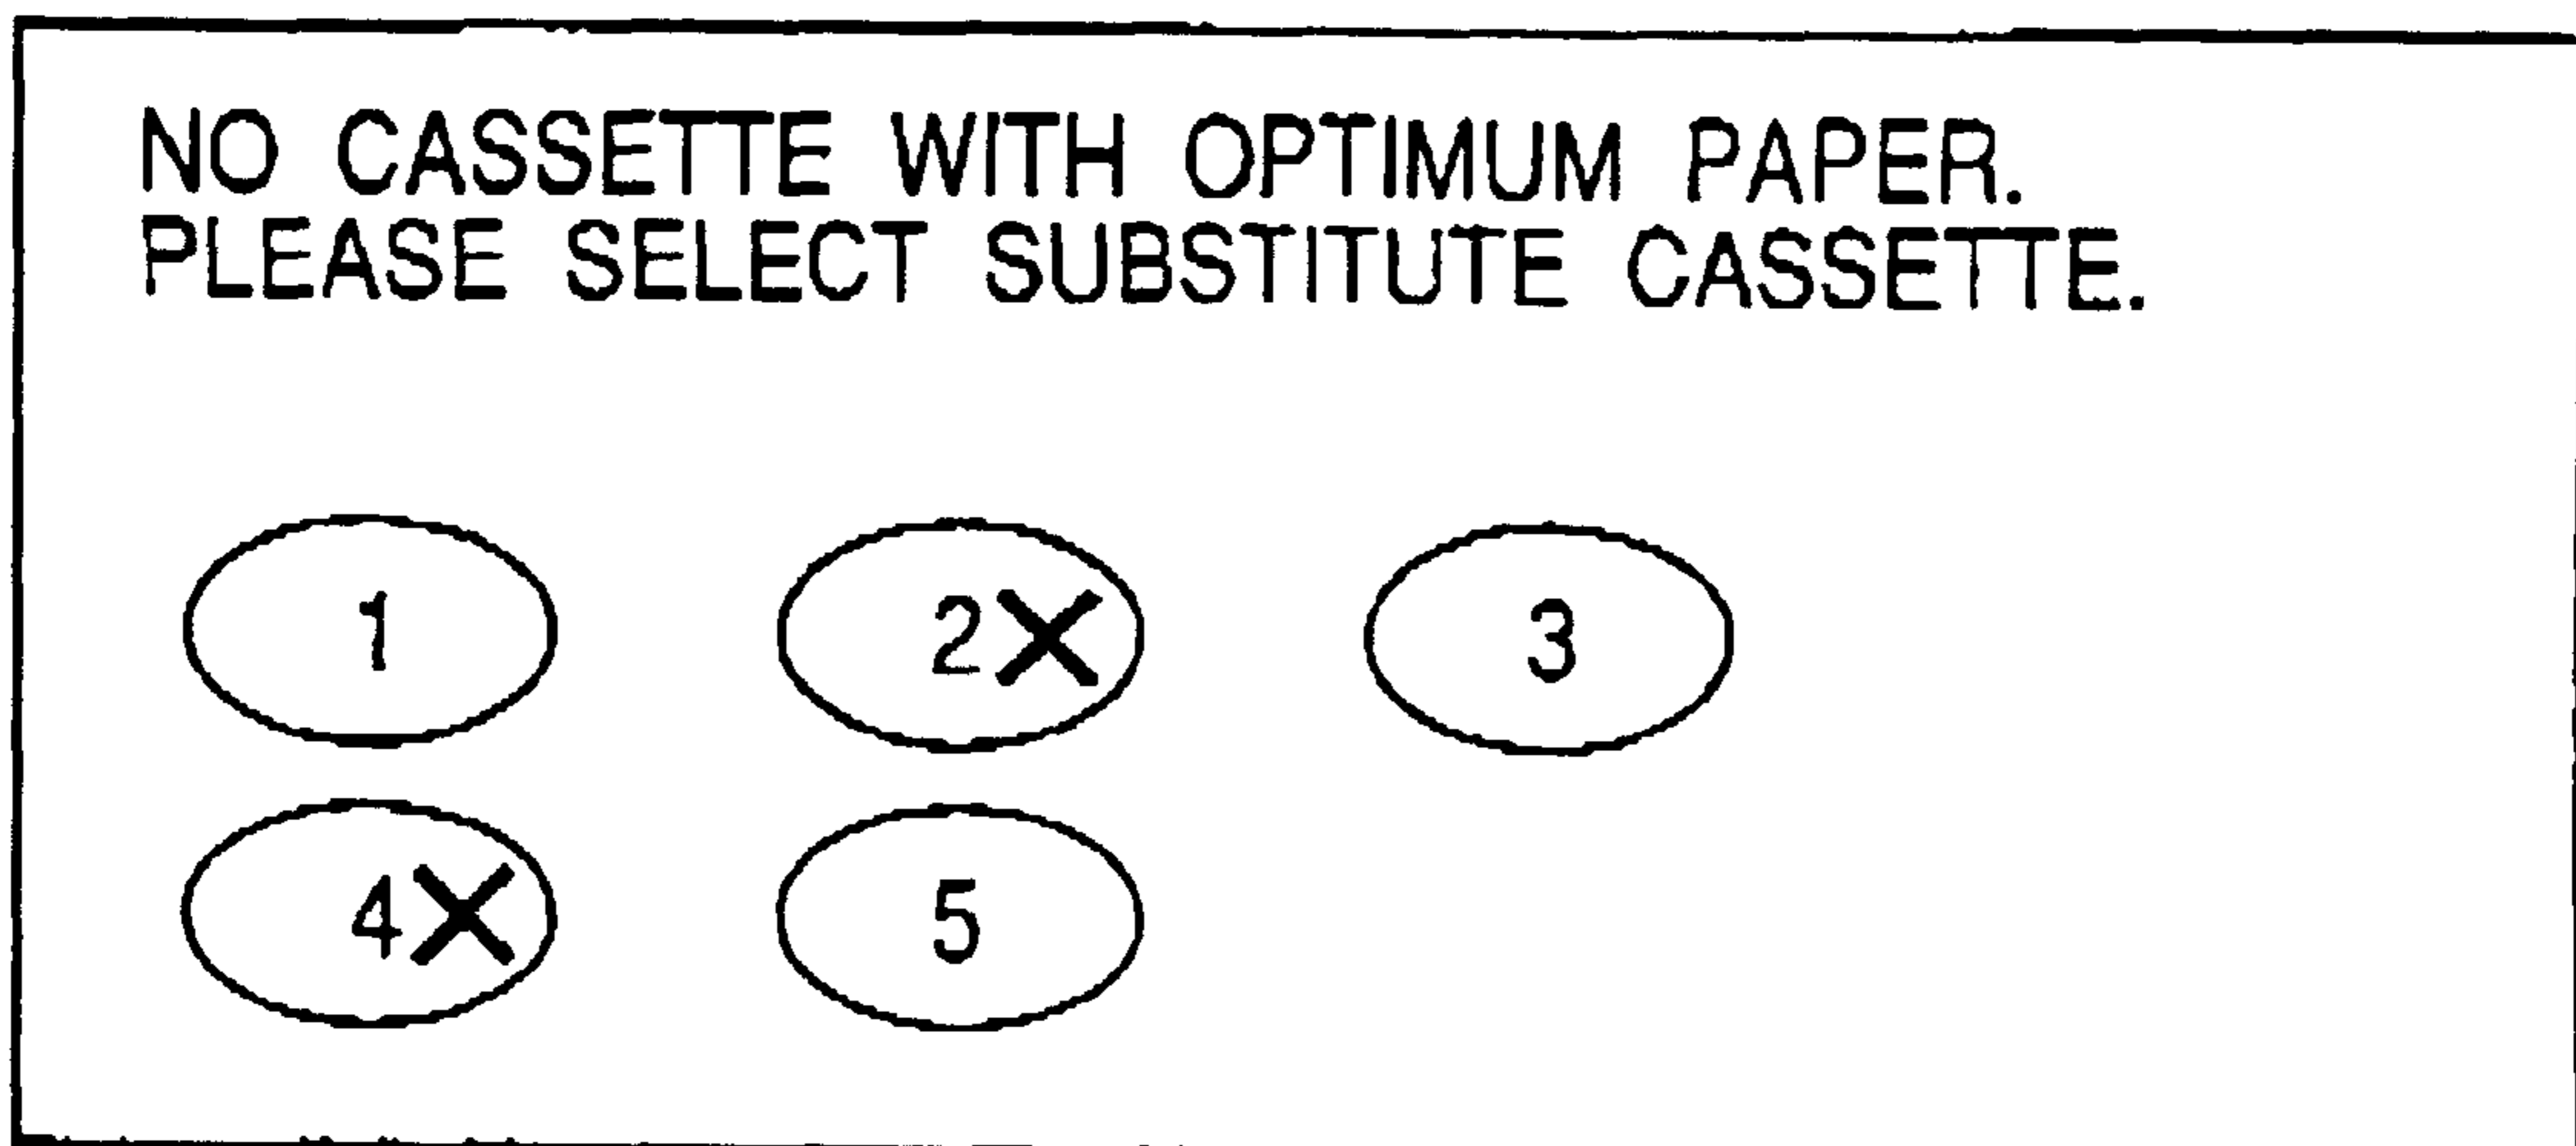 NO CASSETTE WITH OPTIMUM PAPER.
PLEASE SELECT SUBSTITUTE CASSETTE.
1 2X 3
4X 5